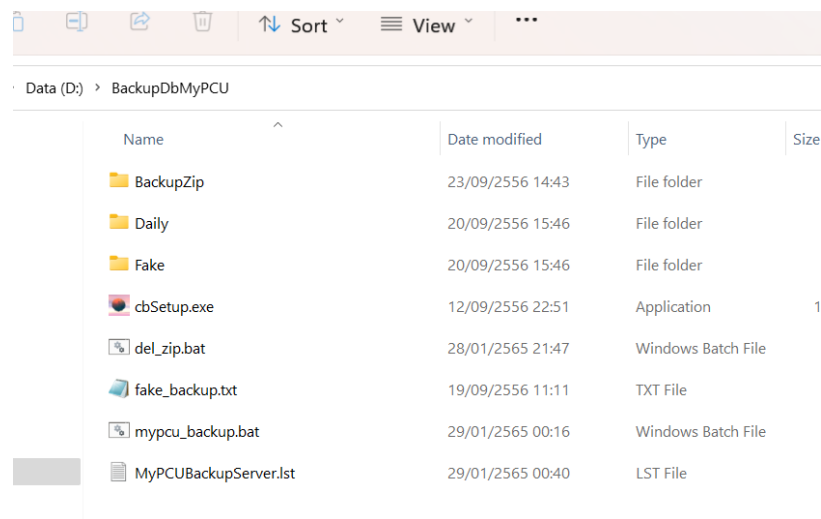 Sort View ...
Data (D:) > BackupDbMyPCU
Name Date modified Type Size
BackupZip 23/09/2556 14:43 File folder
Daily 20/09/2556 15:46 File folder
Fake 20/09/2556 15:46 File folder
cbSetup.exe 12/09/2556 22:51 Application 1
del_zip.bat 28/01/2565 21:47 Windows Batch File
fake_backup.txt 19/09/2556 11:11 TXT File
mypcu_backup.bat 29/01/2565 00:16 Windows Batch File
MyPCUBackupServer.lst 29/01/2565 00:40 LST File